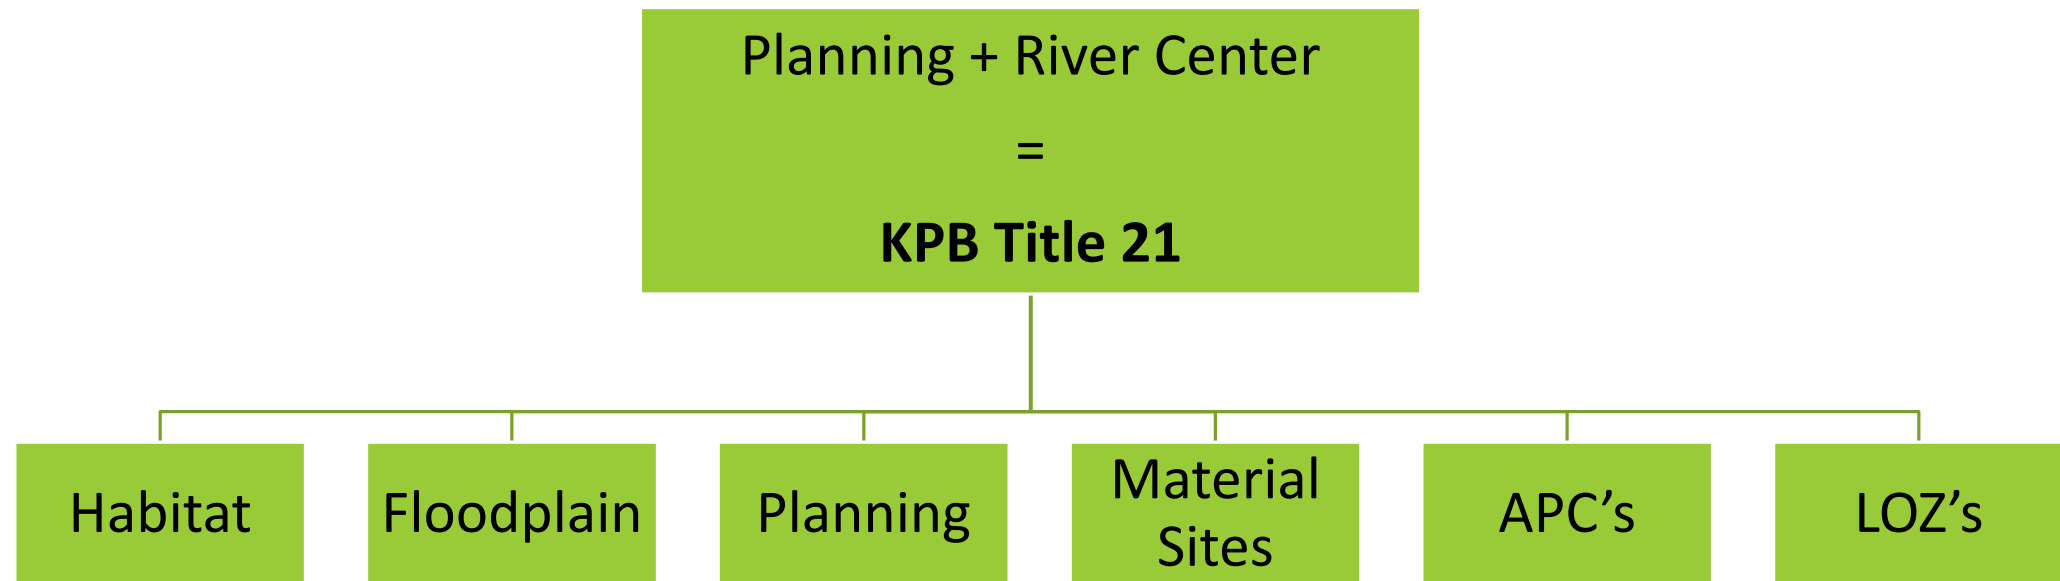 Planning + River Center
=
KPB Title 21
Habitat
Floodplain
Planning
Material
Sites
APC’s
LOZ’s